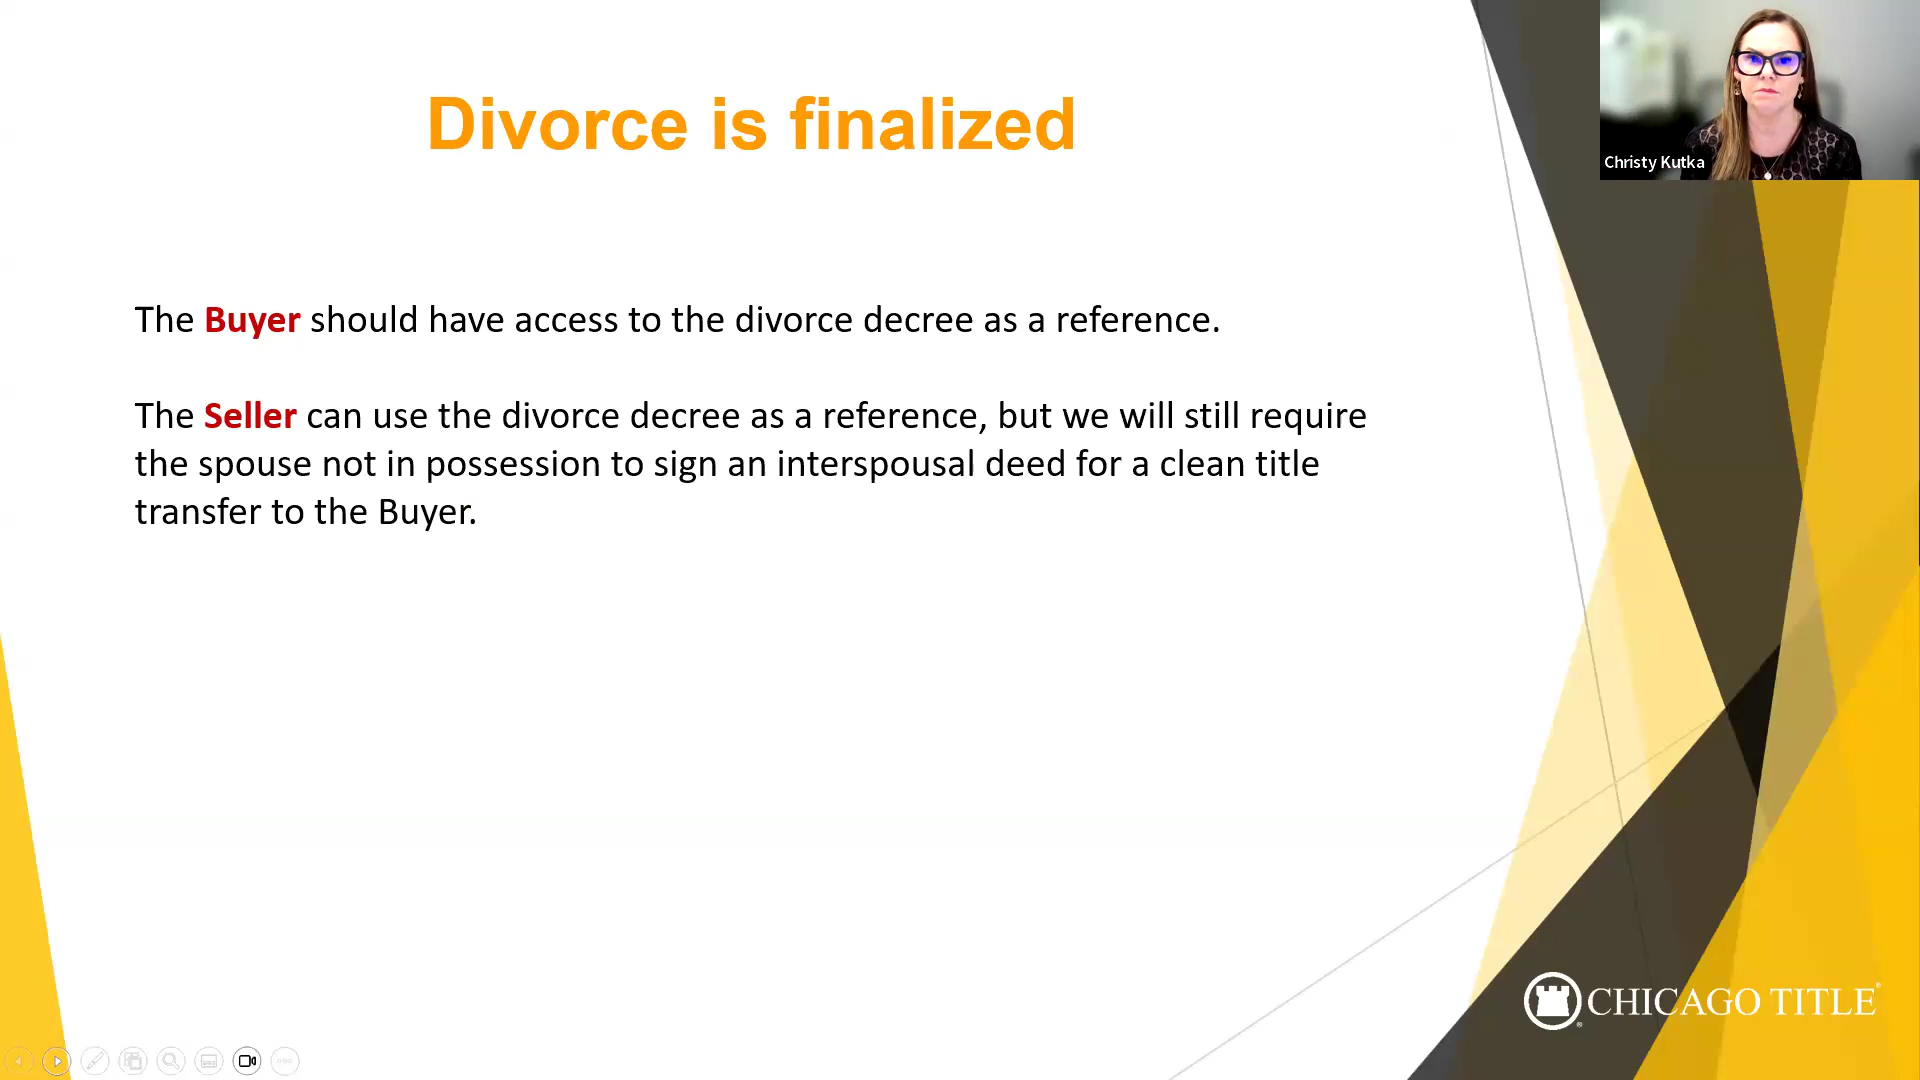 Divorce is finalized
Christy Kutka
The Buyer should have access to the divorce decree as a reference.
The Seller can use the divorce decree as a reference, but we will still require
the spouse not in possession to sign an interspousal deed for a clean title
transfer to the Buyer.
CHICAGO TITLE®